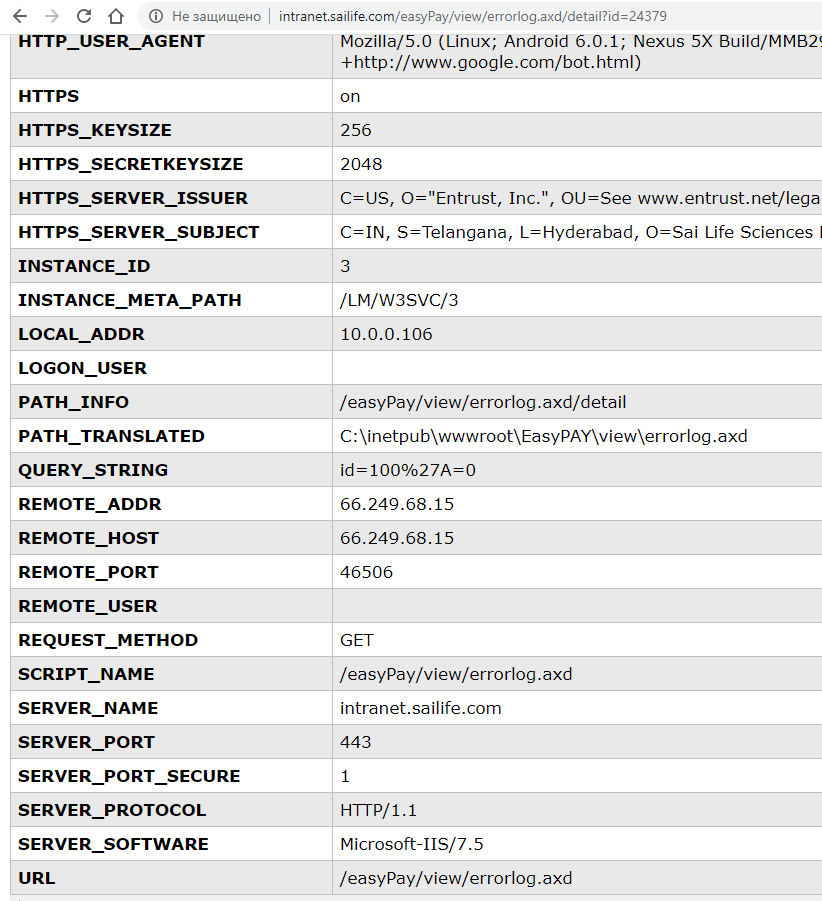 Не защищено intranet.sailife.com/easyPay/view/errorlog.axd/detail?id=24379
HTTP_USER_AGENT Mozilla/5.0 (Linux; Android 6.0.1; Nexus 5X Build/MMB29
+http://www.google.com/bot.html)
HTTPS on
HTTPS_KEYSIZE 256
HTTPS_SECRETKEYSIZE 2048
HTTPS_SERVER_ISSUER C=US, O="Entrust, Inc.", OU=See www.entrust.net/lega
HTTPS_SERVER_SUBJECT C=IN, S=Telangana, L=Hyderabad, O=Sai Life Sciences
INSTANCE_ID 3
INSTANCE_META_PATH /LM/W3SVC/3
LOCAL_ADDR 10.0.0.106
LOGON_USER
PATH_INFO /easyPay/view/errorlog.axd/detail
PATH_TRANSLATED C:\inetpub\wwwroot\EasyPAY\view\errorlog.axd
QUERY_STRING id=100%27A=0
REMOTE_ADDR 66.249.68.15
REMOTE_HOST 66.249.68.15
REMOTE_PORT 46506
REMOTE_USER
REQUEST_METHOD GET
SCRIPT_NAME /easyPay/view/errorlog.axd
SERVER_NAME intranet.sailife.com
SERVER_PORT 443
SERVER_PORT_SECURE 1
SERVER_PROTOCOL HTTP/1.1
SERVER_SOFTWARE Microsoft-IIS/7.5
URL /easyPay/view/errorlog.axd